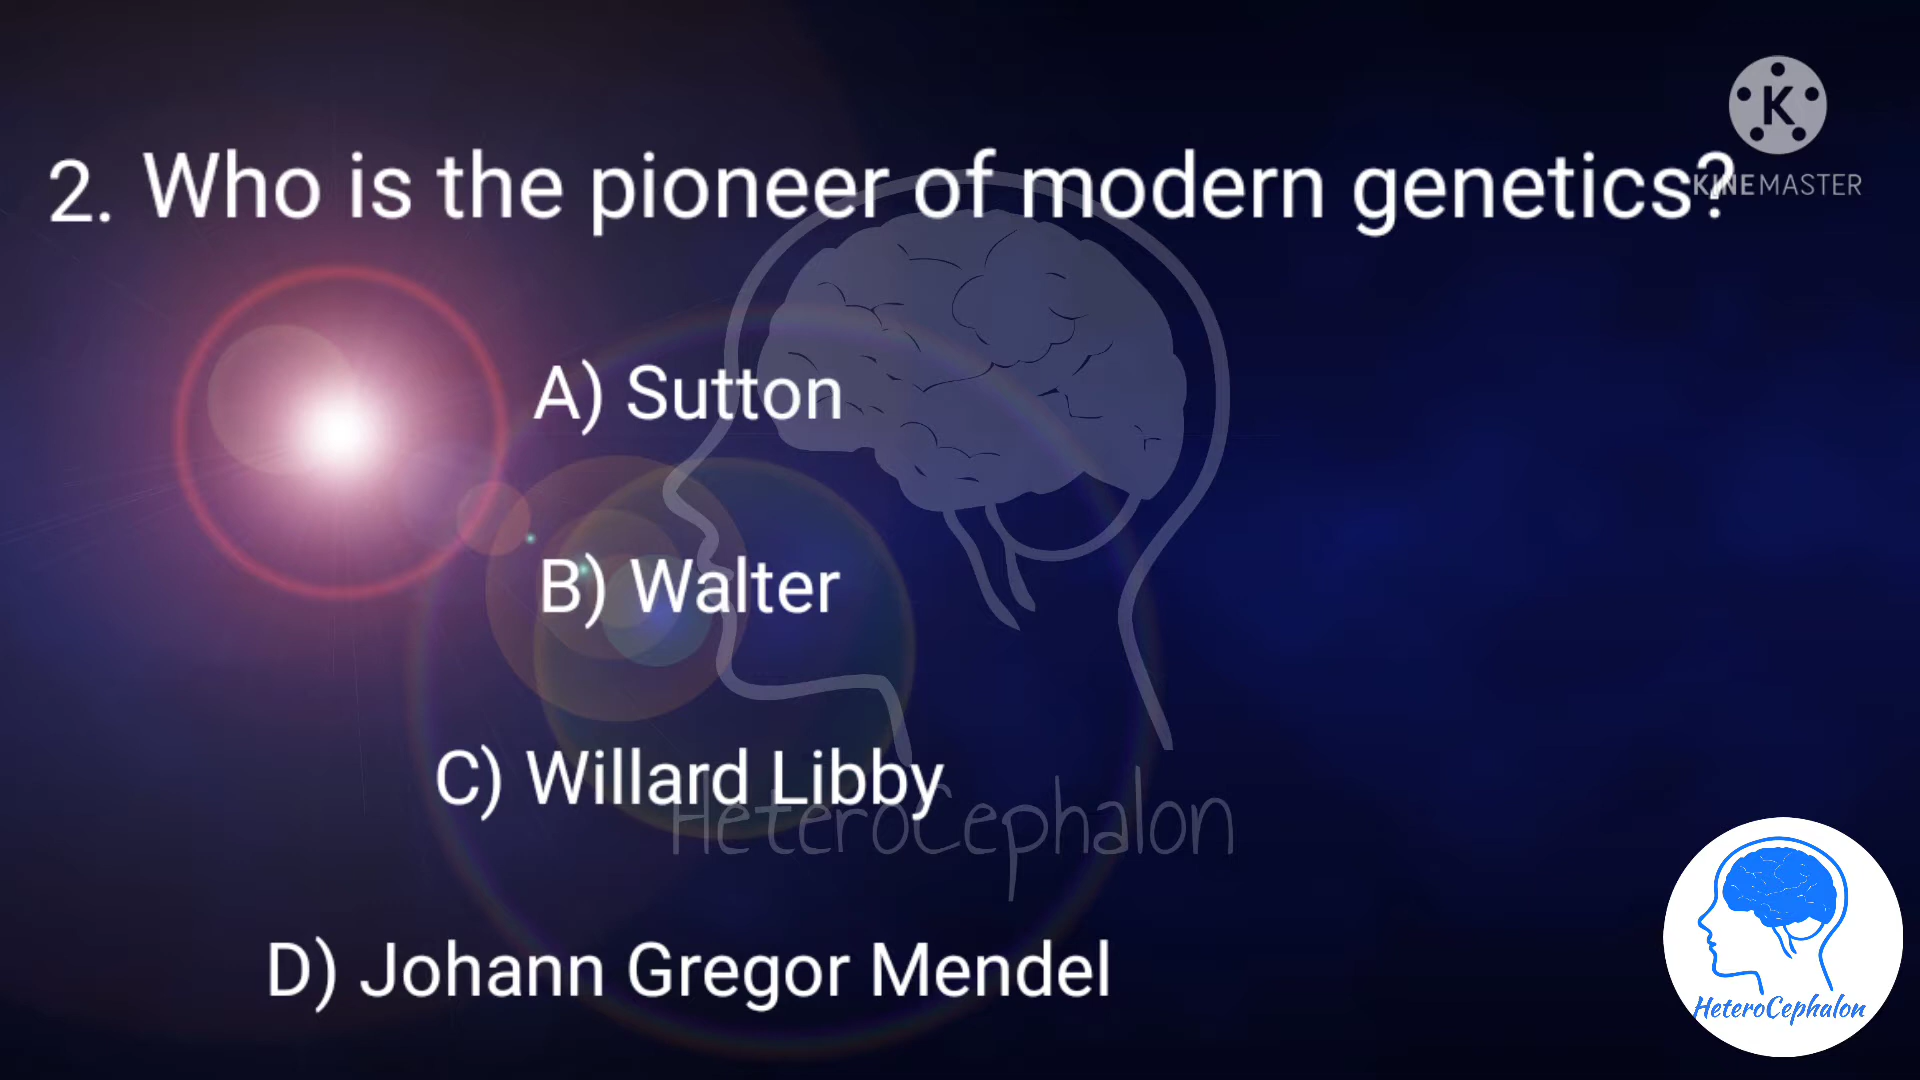 2. Who is the pioneer of modern genetics?
KINEMASTER
A) Sutton
B) Walter
C) Willard Libby
HeteroCephalon
D) Johann Gregor Mendel
HeteroCephalon